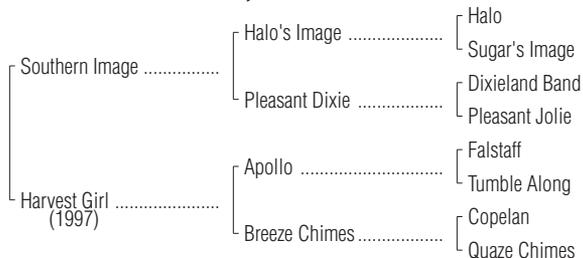 Halo
Halo's Image ..................
Sugar's Image
Southern Image ................
Dixieland Band
Pleasant Dixie ..................
Pleasant Jolie
Falstaff
Apollo ..............................
Tumble Along
Harvest Girl ......................
(1997)
Copelan
Breeze Chimes..................
Quaze Chimes